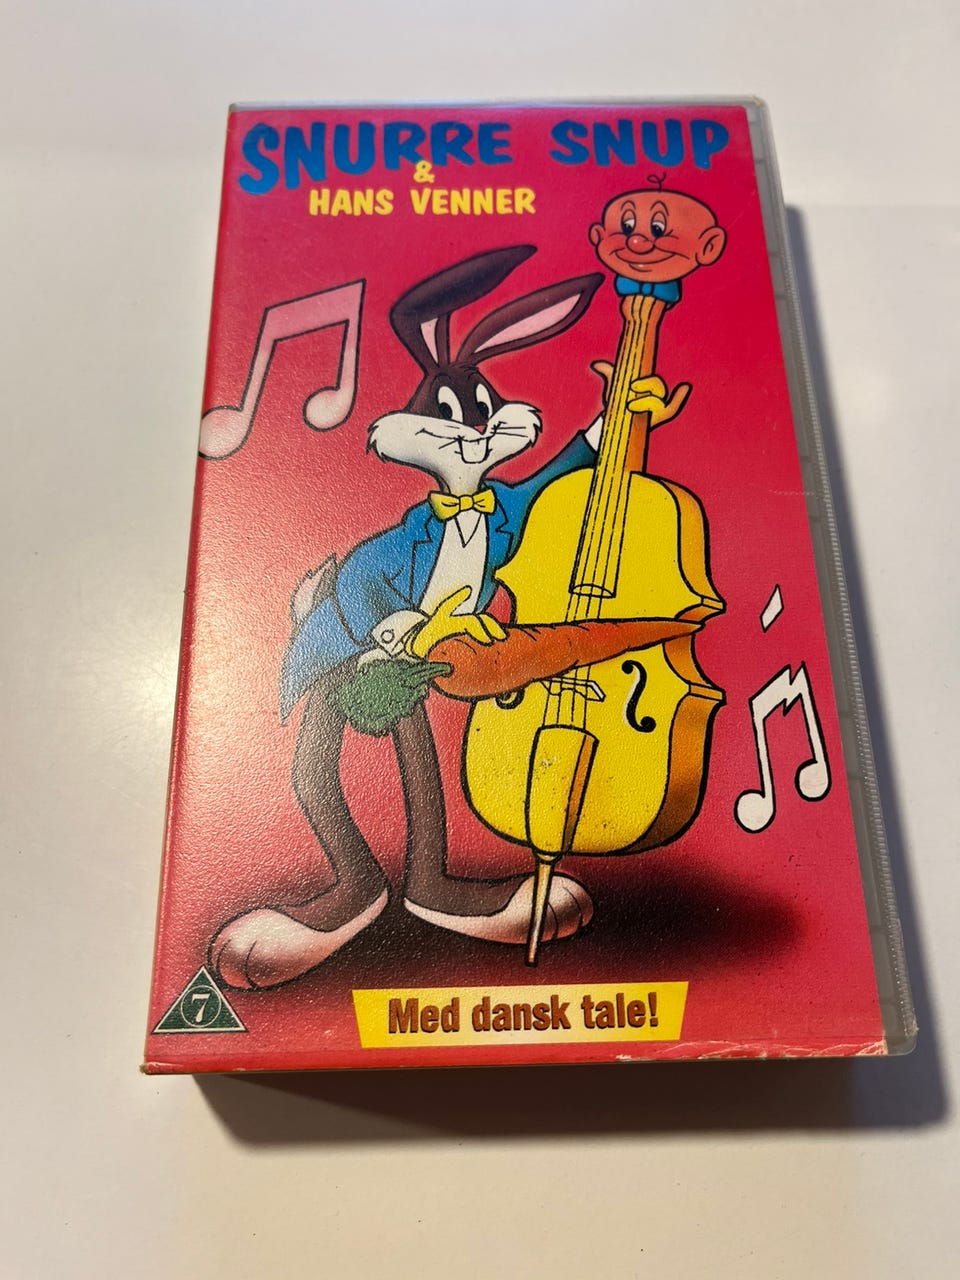 SNURRE SNUP
&
HANS VENNER
7
Med dansk tale!